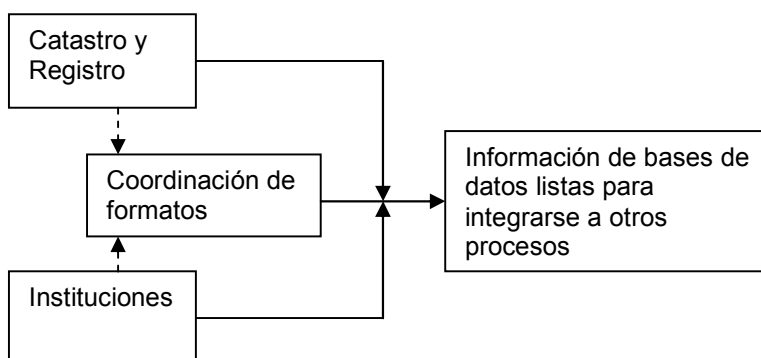 Catastro y
Registro
Coordinación de
formatos
Instituciones
Información de bases de
datos listas para
integrarse a otros
procesos